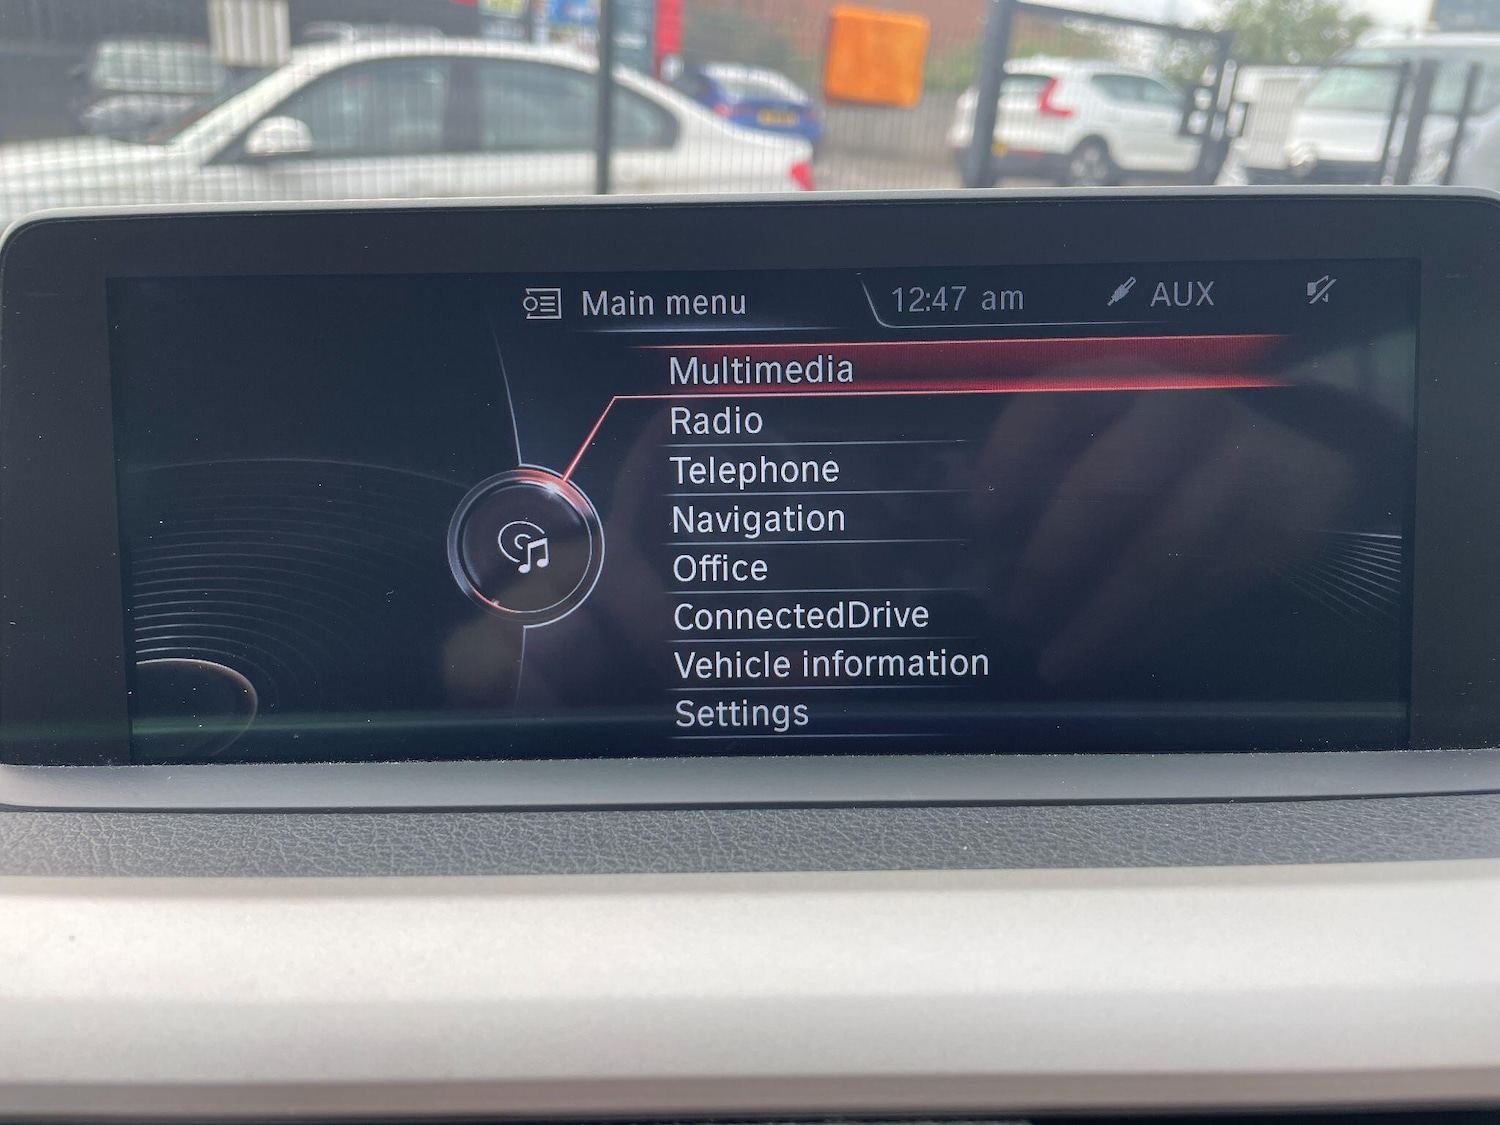 Main menu
12:47 am
AUX
Multimedia
Radio
Telephone
Navigation
Office
ConnectedDrive
Vehicle information
Settings